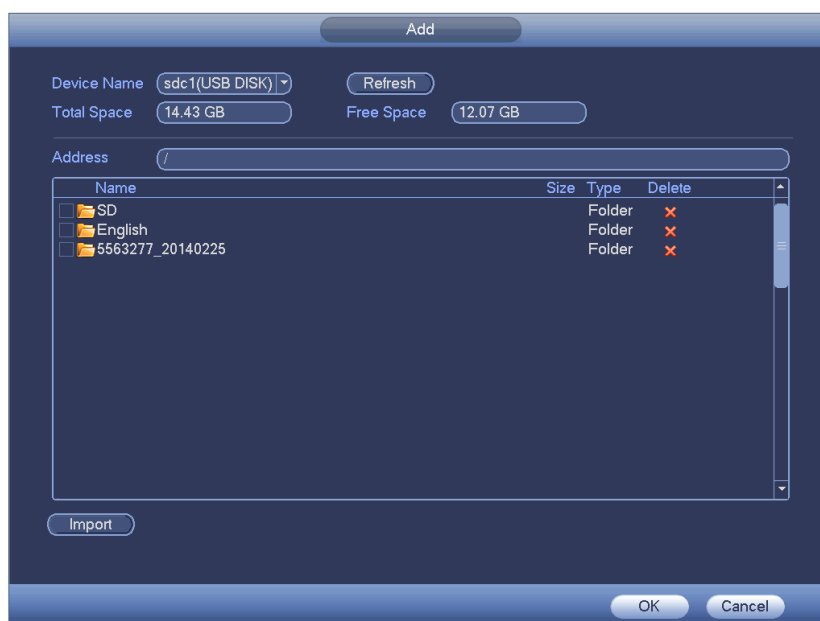 Add
Device Name sdc1(USB DISK) Refresh
Total Space 14.43 GB Free Space 12.07 GB
Address /
Name Size Type Delete
SD Folder
English Folder
5563277_20140225 Folder
Import
OK Cancel